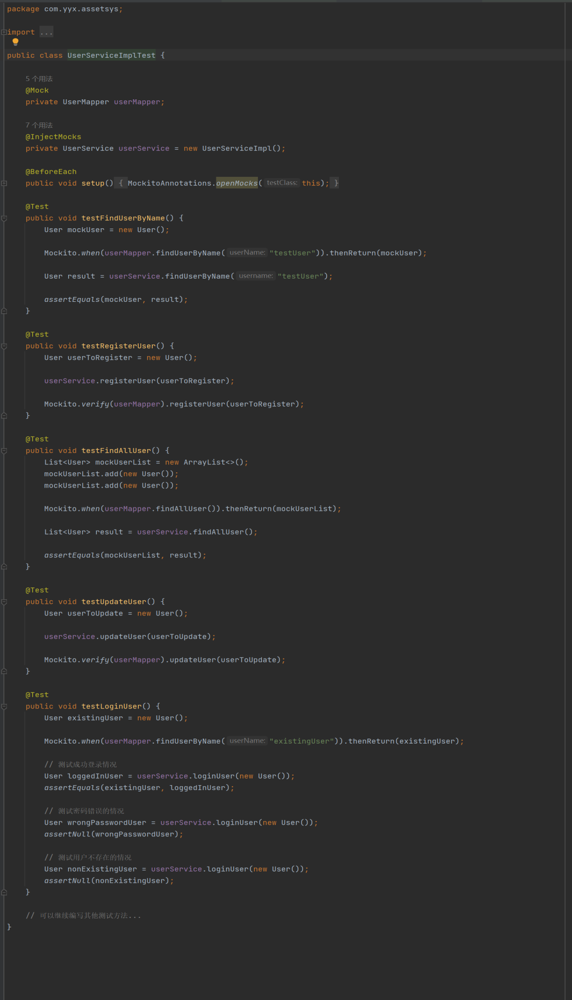 package com.yyx.assetsys;
import ...
public class UserServiceImplTest {
5 个用法
@Mock
private UserMapper userMapper;
7 个用法
@InjectMocks
private UserService userService = new UserServiceImpl();
@BeforeEach
public void setup() { MockitoAnnotations.openMocks( testClass: this); }
@Test
public void testFindUserByName() {
User mockUser = new User();
Mockito.when(userMapper.findUserByName( userName: "testUser")).thenReturn(mockUser);
User result = userService.findUserByName( username: "testUser");
assertEquals(mockUser, result);
}
@Test
public void testRegisterUser() {
User userToRegister = new User();
userService.registerUser(userToRegister);
Mockito.verify(userMapper).registerUser(userToRegister);
}
@Test
public void testFindAllUser() {
List<User> mockUserList = new ArrayList<>();
mockUserList.add(new User());
mockUserList.add(new User());
Mockito.when(userMapper.findAllUser()).thenReturn(mockUserList);
List<User> result = userService.findAllUser();
assertEquals(mockUserList, result);
}
@Test
public void testUpdateUser() {
User userToUpdate = new User();
userService.updateUser(userToUpdate);
Mockito.verify(userMapper).updateUser(userToUpdate);
}
@Test
public void testLoginUser() {
User existingUser = new User();
Mockito.when(userMapper.findUserByName( userName: "existingUser")).thenReturn(existingUser);
// 测试成功登录情况
User loggedInUser = userService.loginUser(new User());
assertEquals(existingUser, loggedInUser);
// 测试密码错误的情况
User wrongPasswordUser = userService.loginUser(new User());
assertNull(wrongPasswordUser);
// 测试用户不存在的情况
User nonExistingUser = userService.loginUser(new User());
assertNull(nonExistingUser);
}
// 可以继续编写其他测试方法...
}